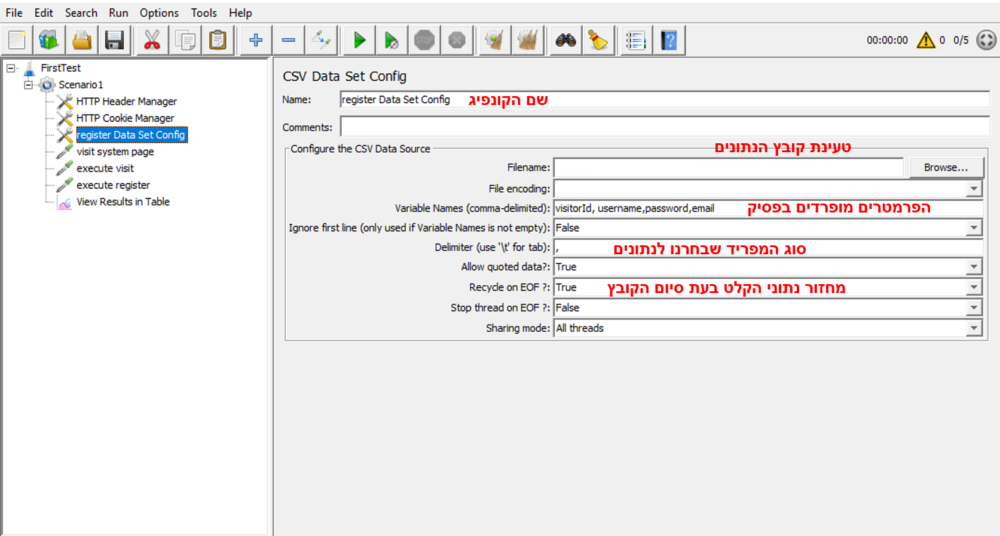 File Edit Search Run Options Tools Help
STOP
00:00:00 0 0/5
FirstTest
Scenario1
HTTP Header Manager
HTTP Cookie Manager
register Data Set Config
visit system page
execute visit
execute register
View Results in Table
CSV Data Set Config
Name: register Data Set Config שם הקונפיג
Comments:
Configure the CSV Data Source טעינת קובץ הנתונים
Filename: Browse...
File encoding:
Variable Names (comma-delimited): visitorId, username,password,email הפרמטרים מופרדים בפסיק
Ignore first line (only used if Variable Names is not empty): False
Delimiter (use '\t' for tab): , סוג המפריד שבחרנו לנתונים
Allow quoted data?: True
Recycle on EOF ?: True מחזור נתוני הקלט בעת סיום הקובץ
Stop thread on EOF ?: False
Sharing mode: All threads